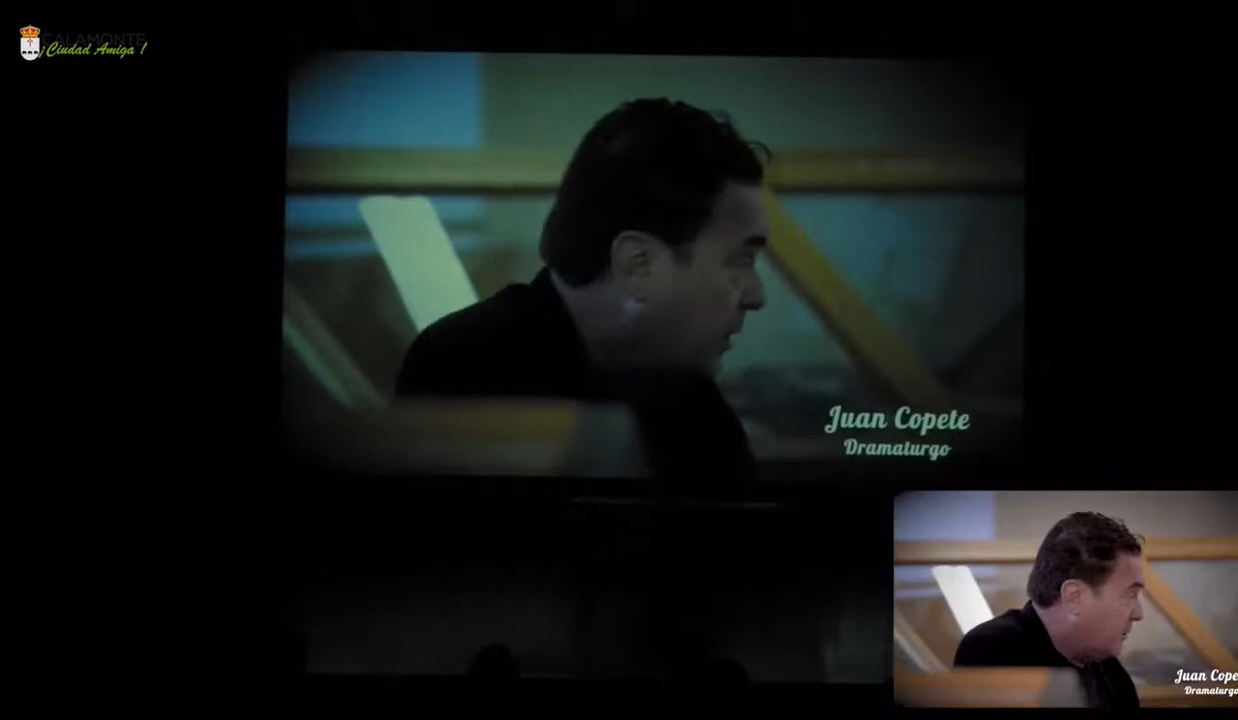 CALAMONTE
¡Ciudad Amiga !
Juan Copete
Dramaturgo
Juan Cope
Dramaturgo